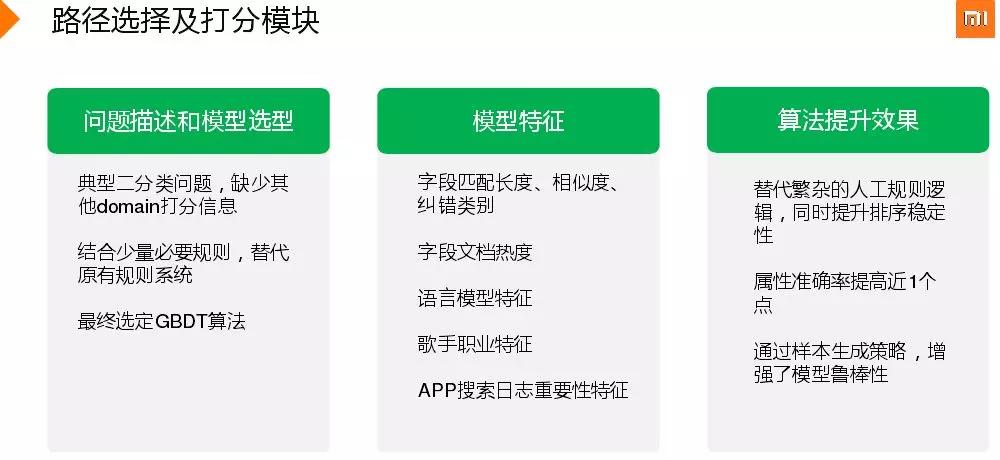 路径选择及打分模块
mi
问题描述和模型选型
典型二分类问题，缺少其
他domain打分信息
结合少量必要规则，替代
原有规则系统
最终选定GBDT算法
模型特征
字段匹配长度、相似度、
纠错类别
字段文档热度
语言模型特征
歌手职业特征
APP搜索日志重要性特征
算法提升效果
替代繁杂的人工规则逻
辑，同时提升排序稳定
性
属性准确率提高近1个
点
通过样本生成策略，增
强了模型鲁棒性